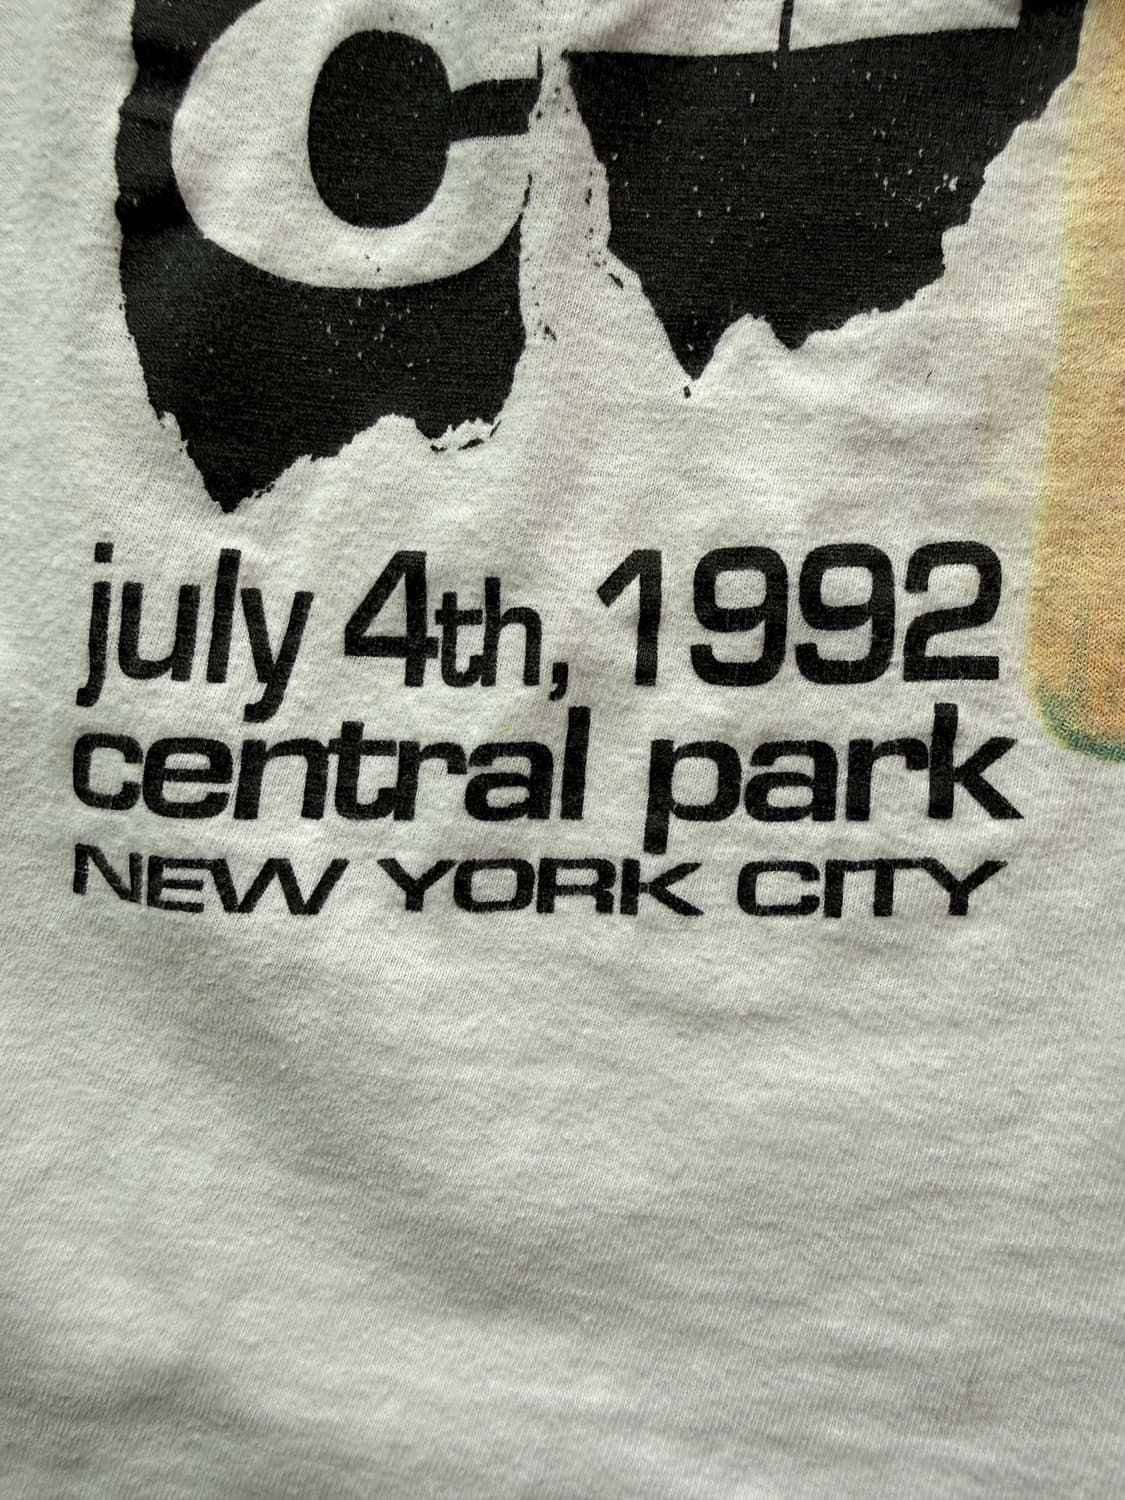 c
july 4th, 1992
central park
NEW YORK CITY